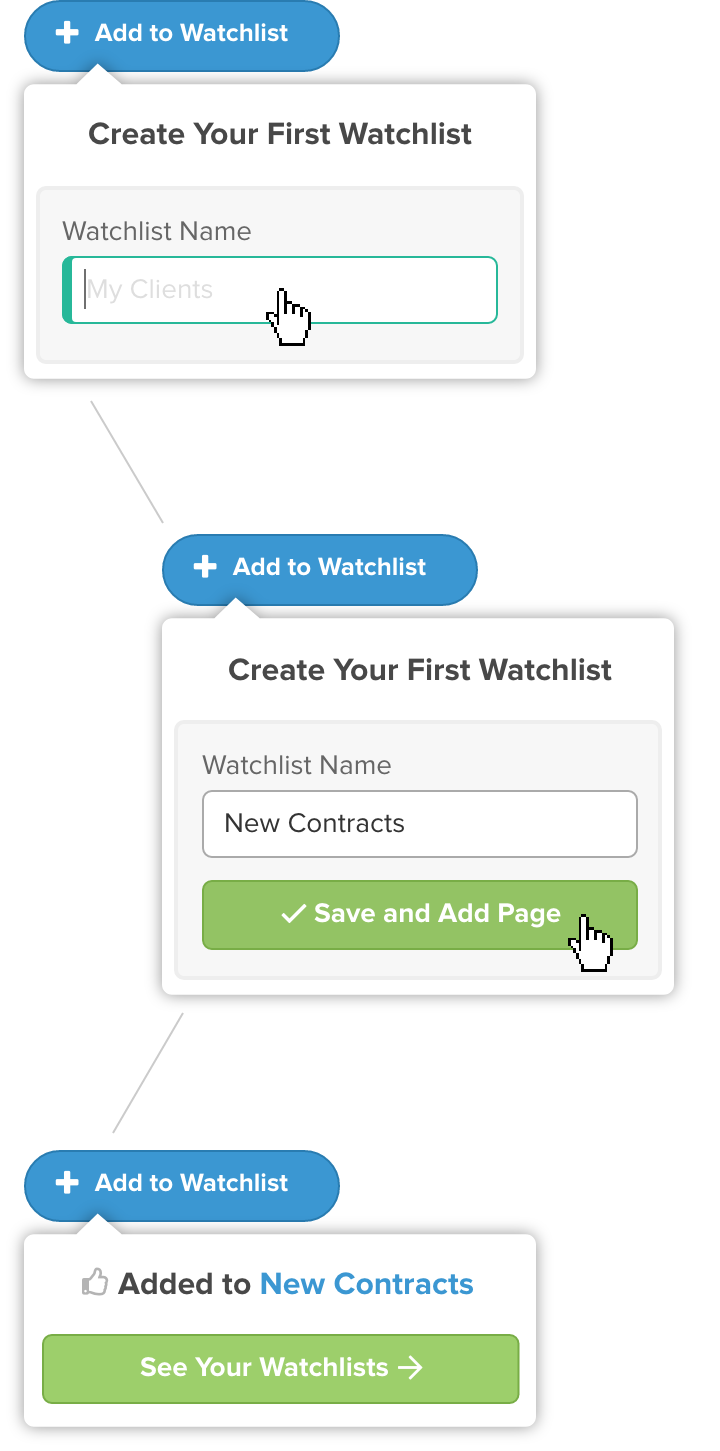 Add to Watchlist
Create Your First Watchlist
Watchlist Name
My Clients
Add to Watchlist
Create Your First Watchlist
Watchlist Name
New Contracts
Save and Add Page
Add to Watchlist
Added to New Contracts
See Your Watchlists